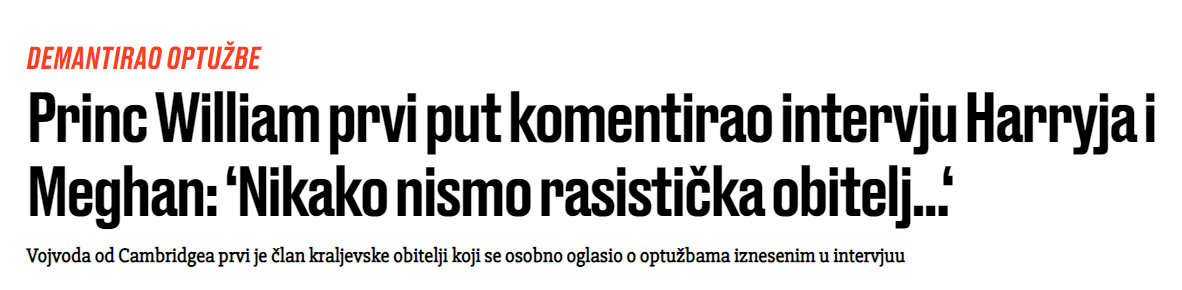 DEMANTIRAO OPTUŽBE
Princ William prvi put komentirao intervju Harryja i
Meghan: ‘Nikako nismo rasistička obitelj...‘
Vojvoda od Cambridgea prvi je član kraljevske obitelji koji se osobno oglasio o optužbama iznesenim u intervjuu